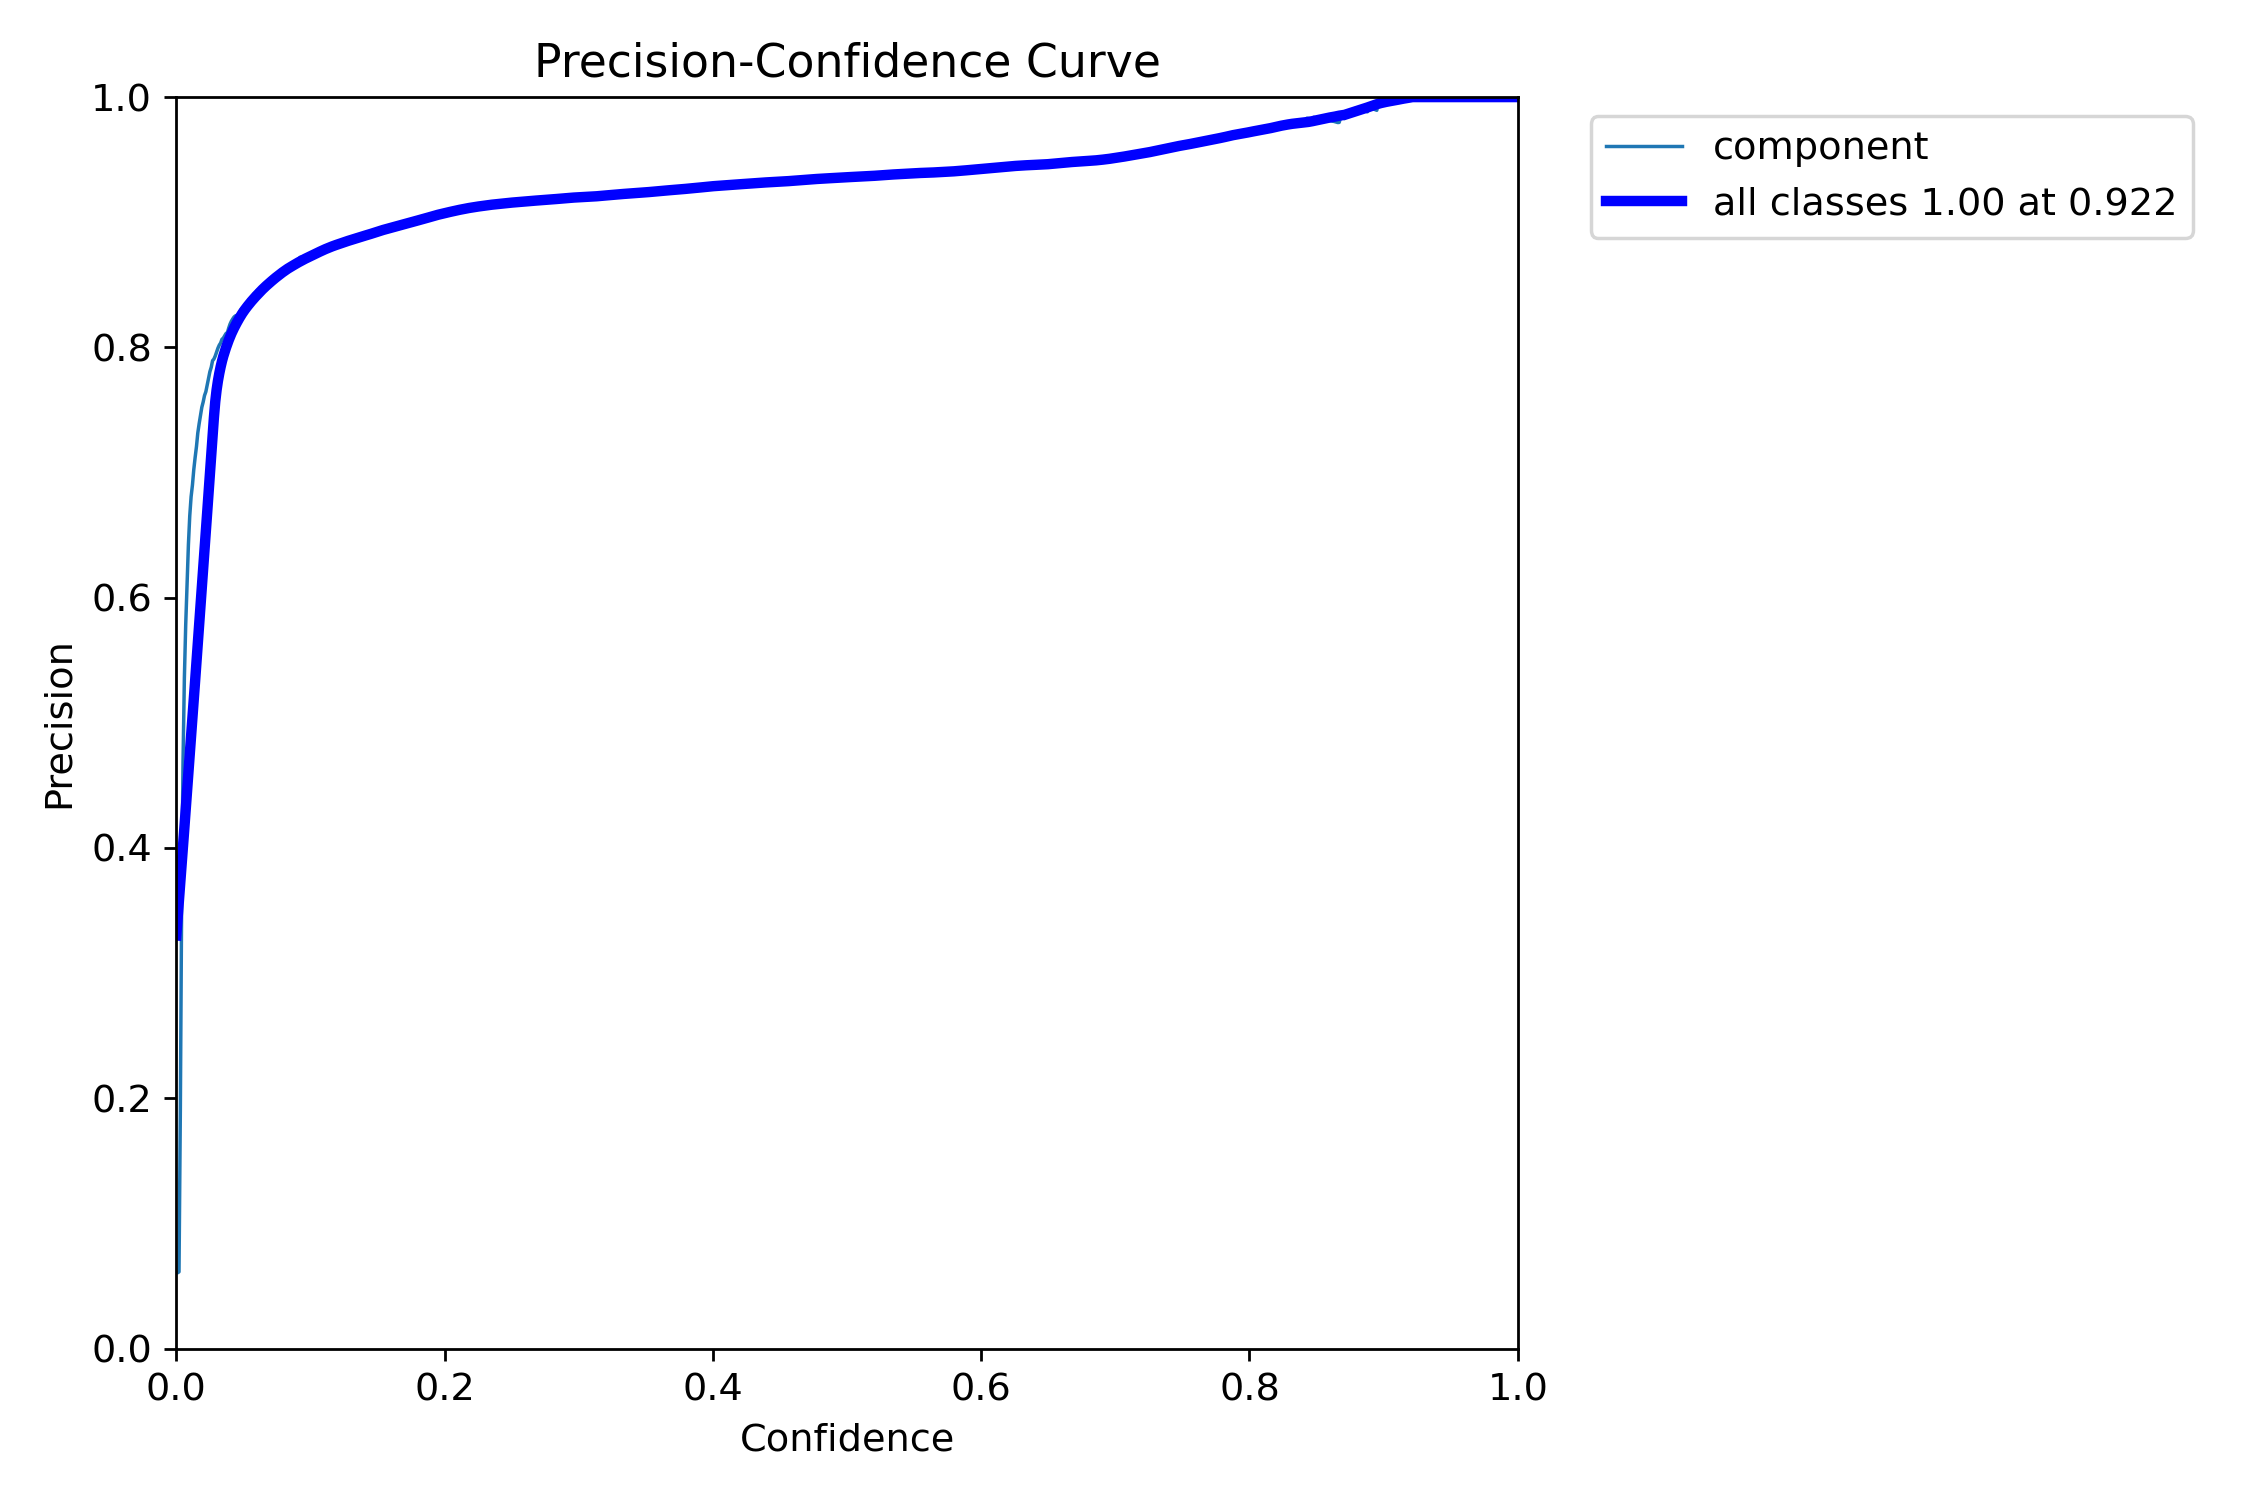 Precision-Confidence Curve
1.0
0.8
0.6
0.4
0.2
0.0
Precision
0.0 0.2 0.4 0.6 0.8 1.0
Confidence
component
all classes 1.00 at 0.922